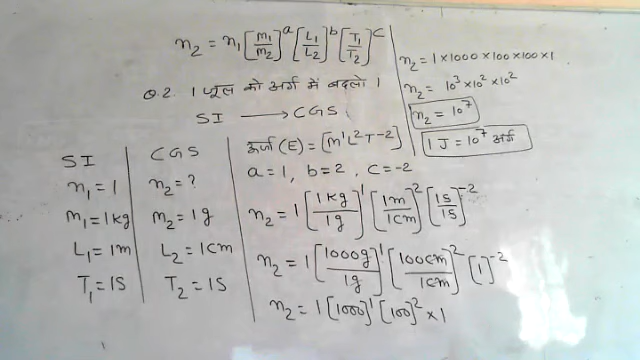 n₂ = n₁ [M₁/M₂]ᵃ [L₁/L₂]ᵇ [T₁/T₂]ᶜ
Q.2. 1 जूल को अर्ग में बदलो ।
SI ⟶ CGS
SI
n₁ = 1
M₁ = 1kg
L₁ = 1m
T₁ = 1S
CGS
n₂ = ?
M₂ = 1g
L₂ = 1cm
T₂ = 1S
ऊर्जा (E) = [M¹L²T-2]
a = 1, b = 2, c = -2
n₂ = 1 [1kg/1g]¹ [1m/1cm]² [1S/1S]⁻²
n₂ = 1 [1000g/1g]¹ [100cm/1cm]² [1]⁻²
n₂ = 1 [1000]¹ [100]² × 1
n₂ = 1 × 1000 × 100 × 100 × 1
n₂ = 10³ × 10² × 10²
n₂ = 10⁷
1 J = 10⁷ अर्ग